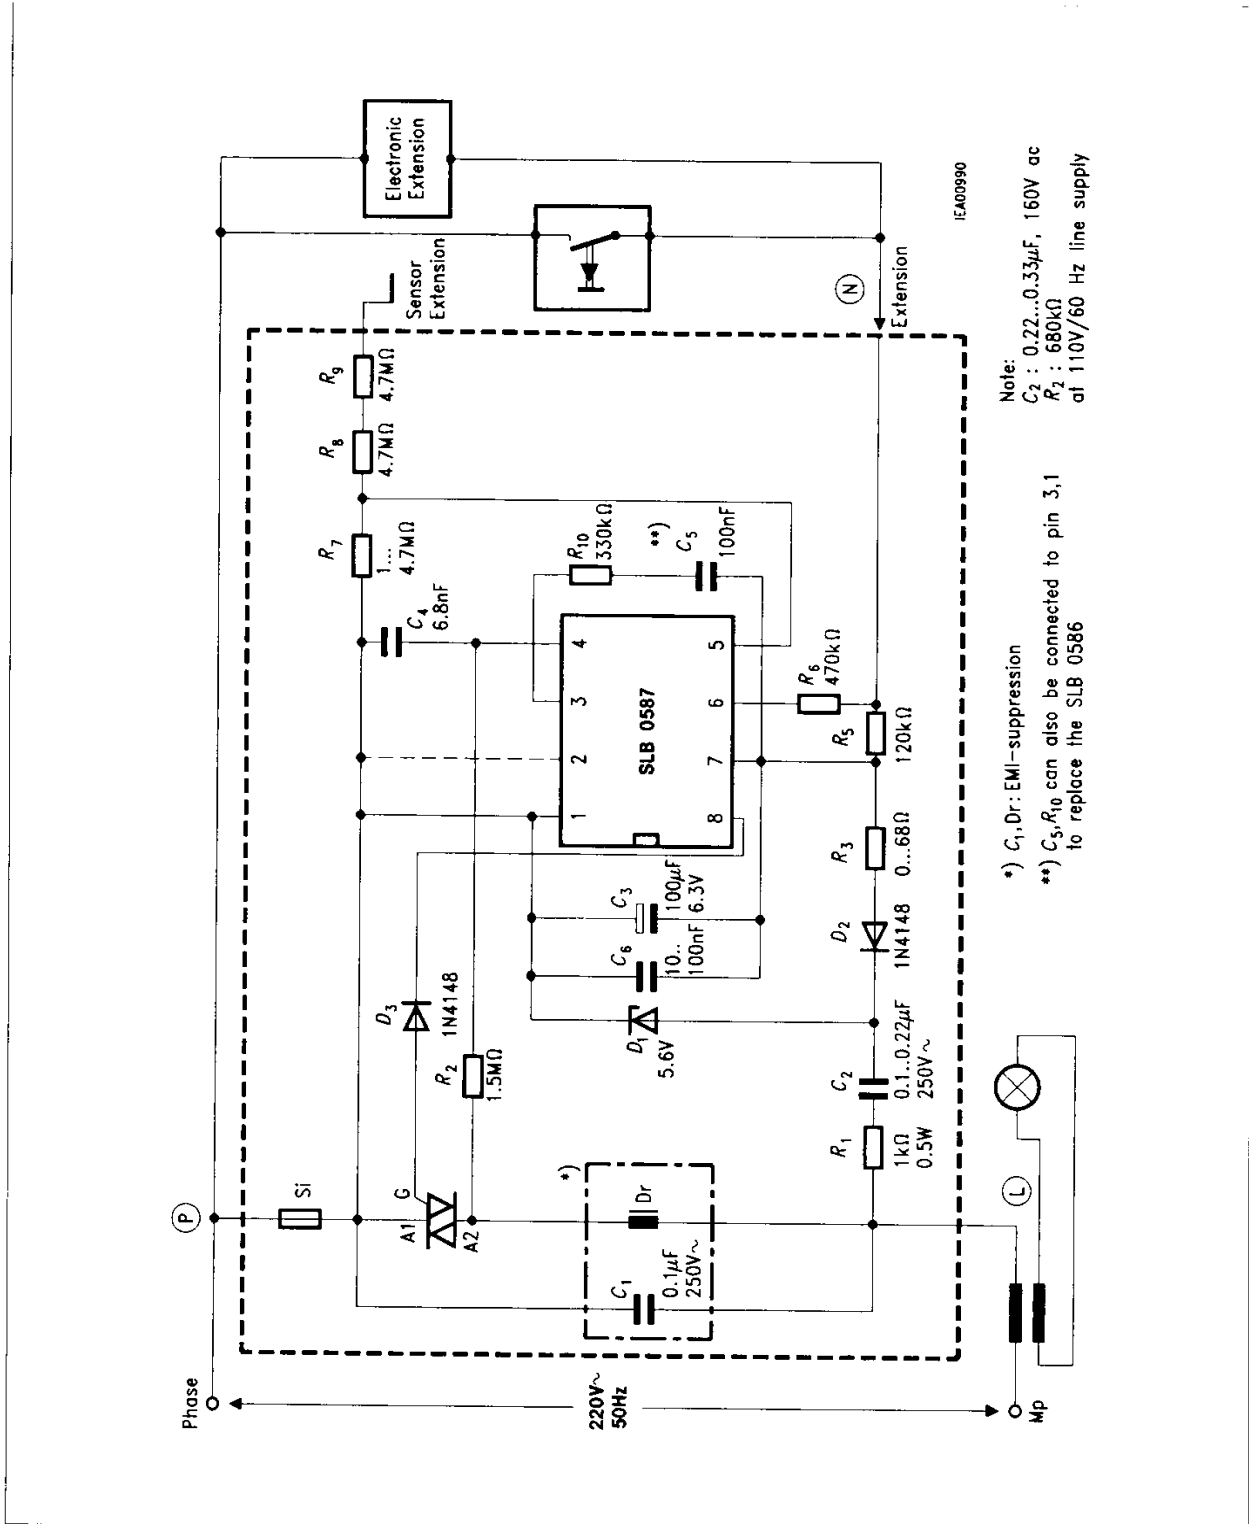 Phase
P
220V~
50Hz
Mp
Si
A1
G
A2
*)
C1
0.1µF
250V~
Dr
L
D3
1N4148
R2
1.5MΩ
R1
1kΩ
0.5W
C2
0.1..0.22µF
250V~
D1
5.6V
C6
10..
100nF
C3
100µF
6.3V
D2
1N4148
R3
0...68Ω
R5
120kΩ
R6
470kΩ
SLB 0587
1
2
3
4
8
7
6
5
C4
6.8nF
R7
1...
4.7MΩ
R8
4.7MΩ
R9
4.7MΩ
R10
330kΩ
**)
C5
100nF
Sensor
Extension
Electronic
Extension
N
Extension
IEA00990
*) C1,Dr: EMI-suppression
**) C5,R10 can also be connected to pin 3,1
to replace the SLB 0586
Note:
C2 : 0.22...0.33µF, 160V ac
R2 : 680kΩ
at 110V/60 Hz line supply